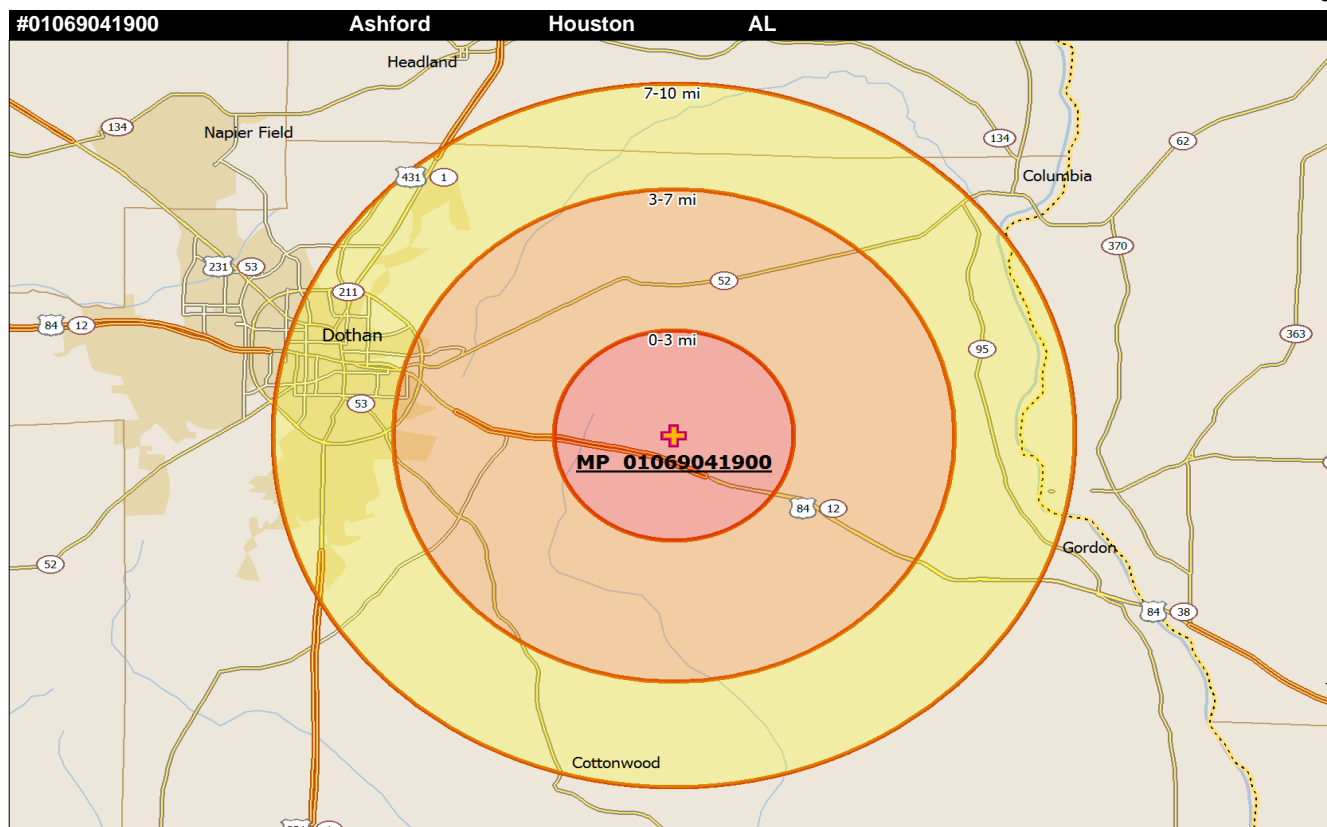 #01069041900 Ashford Houston AL
Headland
7-10 mi
134
Napier Field
134
62
431 1
Columbia
3-7 mi
370
231 53
52
211
84 12
Dothan
0-3 mi
363
95
53
MP 01069041900
84 12
Gordon
52
84 38
Cottonwood